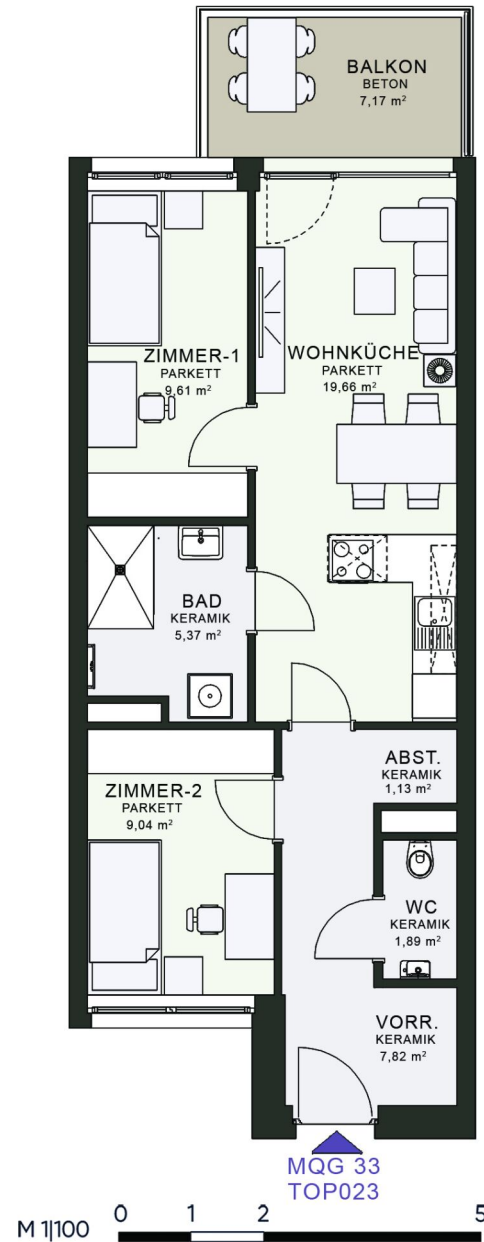 BALKON
BETON
7,17 m²
ZIMMER-1
PARKETT
9,61 m²
WOHNKÜCHE
PARKETT
19,66 m²
BAD
KERAMIK
5,37 m²
ABST.
KERAMIK
1,13 m²
ZIMMER-2
PARKETT
9,04 m²
WC
KERAMIK
1,89 m²
VORR.
KERAMIK
7,82 m²
MQG 33
TOP023
M 1|100 0 1 2 5